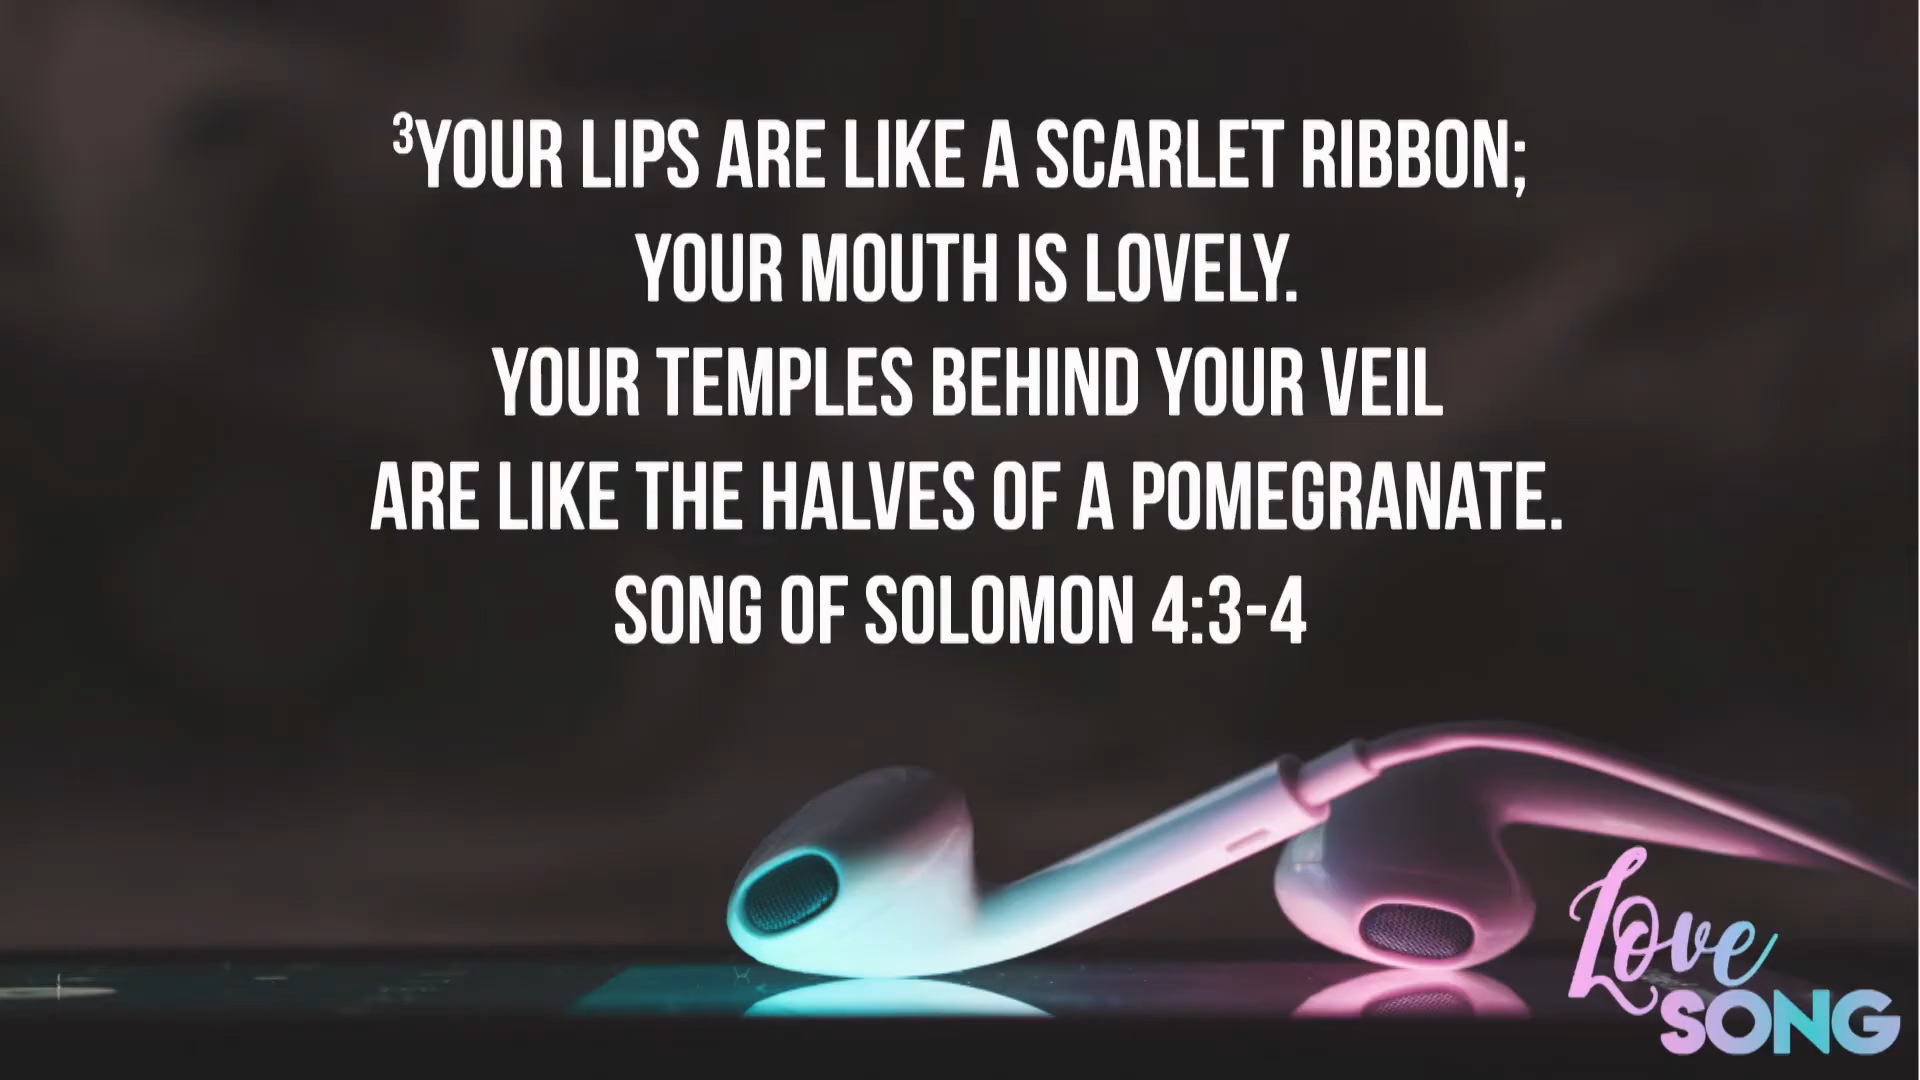 ³YOUR LIPS ARE LIKE A SCARLET RIBBON;
YOUR MOUTH IS LOVELY.
YOUR TEMPLES BEHIND YOUR VEIL
ARE LIKE THE HALVES OF A POMEGRANATE.
SONG OF SOLOMON 4:3-4
Love
SONG